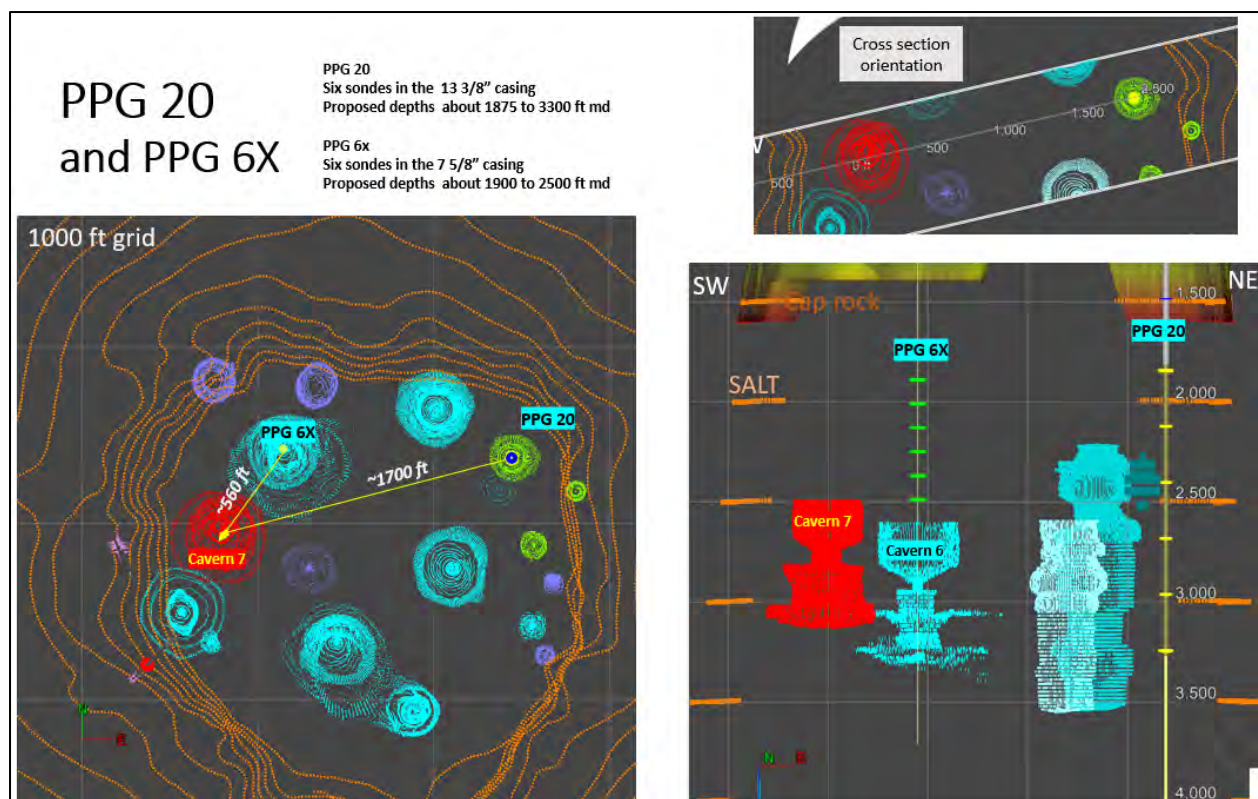 PPG 20
and PPG 6X
PPG 20
Six sondes in the 13 3/8” casing
Proposed depths about 1875 to 3300 ft md
PPG 6x
Six sondes in the 7 5/8” casing
Proposed depths about 1900 to 2500 ft md
Cross section
orientation
500
0 ft
500
1.000
1.500
1000 ft grid
PPG 6X
PPG 20
~560 ft
~1700 ft
Cavern 7
N
E
SW
NE
Cap rock
1.500
PPG 20
PPG 6X
SALT
2.000
2.500
Cavern 7
Cavern 6
3.000
3.500
N
E
4.000